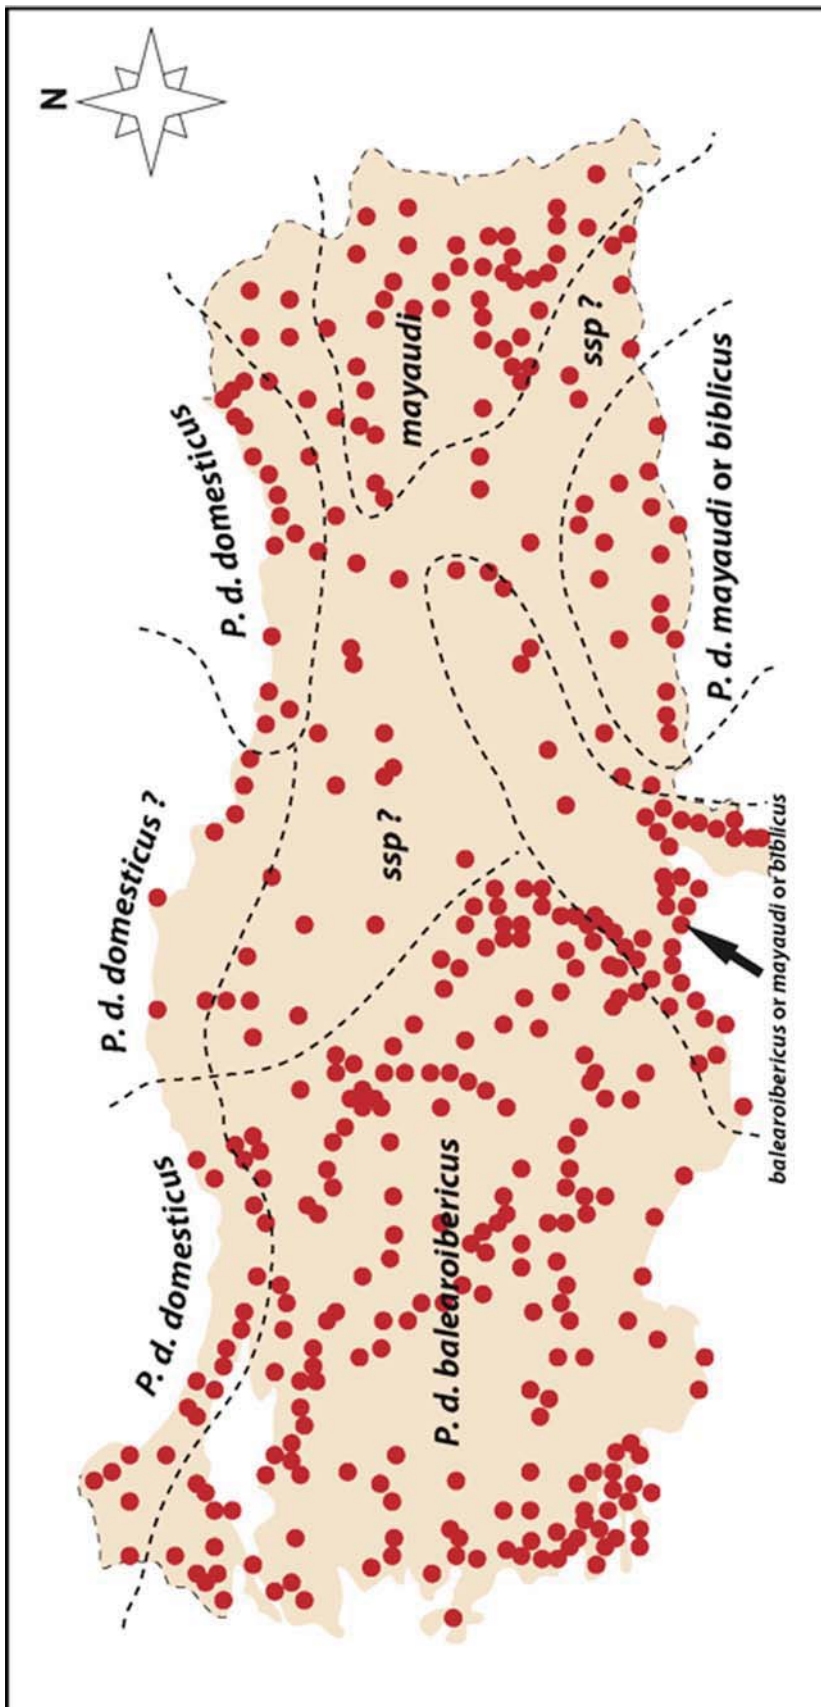 N
P. d. domesticus
P. d. domesticus ?
P. d. domesticus
ssp ?
mayaudi
ssp ?
P. d. balearoibericus
P. d. mayaudi or biblicus
balearoibericus or mayaudi or biblicus